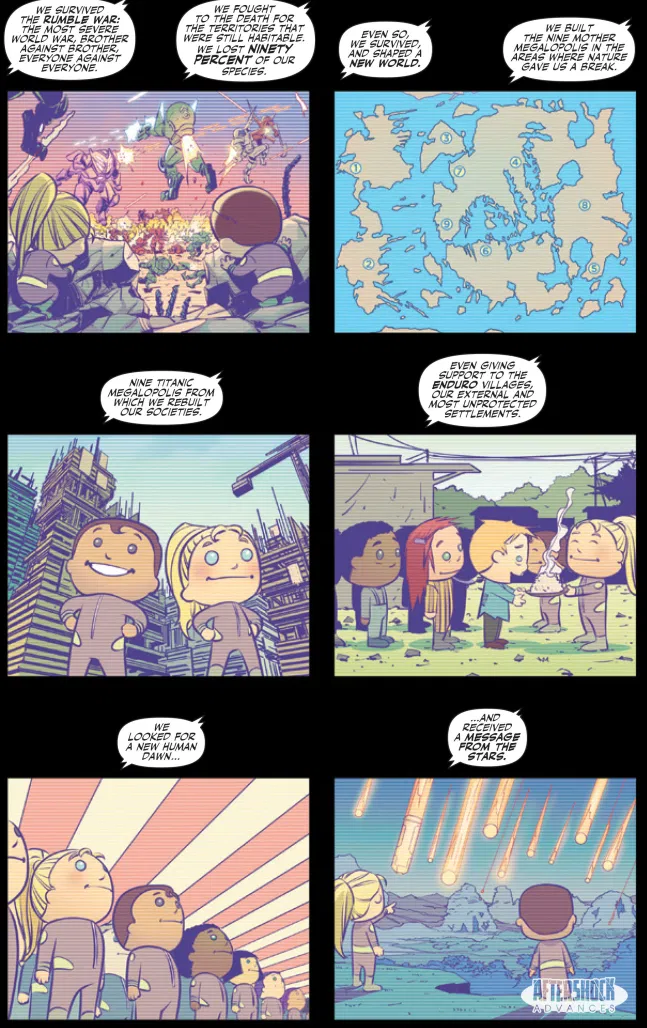 WE SURVIVED
THE RUMBLE WAR:
THE MOST SEVERE
WORLD WAR, BROTHER
AGAINST BROTHER,
EVERYONE AGAINST
EVERYONE.
WE FOUGHT
TO THE DEATH FOR
THE TERRITORIES THAT
WERE STILL HABITABLE.
WE LOST NINETY
PERCENT OF OUR
SPECIES.
EVEN SO,
WE SURVIVED,
AND SHAPED A
NEW WORLD.
WE BUILT
THE NINE MOTHER
MEGALOPOLIS IN THE
AREAS WHERE NATURE
GAVE US A BREAK.
1
3
7
4
8
9
6
2
5
NINE TITANIC
MEGALOPOLIS FROM
WHICH WE REBUILT
OUR SOCIETIES.
EVEN GIVING
SUPPORT TO THE
ENDURO VILLAGES,
OUR EXTERNAL AND
MOST UNPROTECTED
SETTLEMENTS.
WE
LOOKED FOR
A NEW HUMAN
DAWN...
...AND
RECEIVED
A MESSAGE
FROM THE
STARS.
AFTERSHOCK
ADVANCES